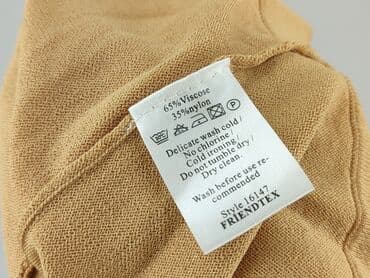 65%Viscose
35%nylon
Delicate wash cold/
No chlorine/
Cold ironing/
Do not tumble dry/
Dry clean.
Wash before use re-
commended
Style 16147
FRIENDTEX